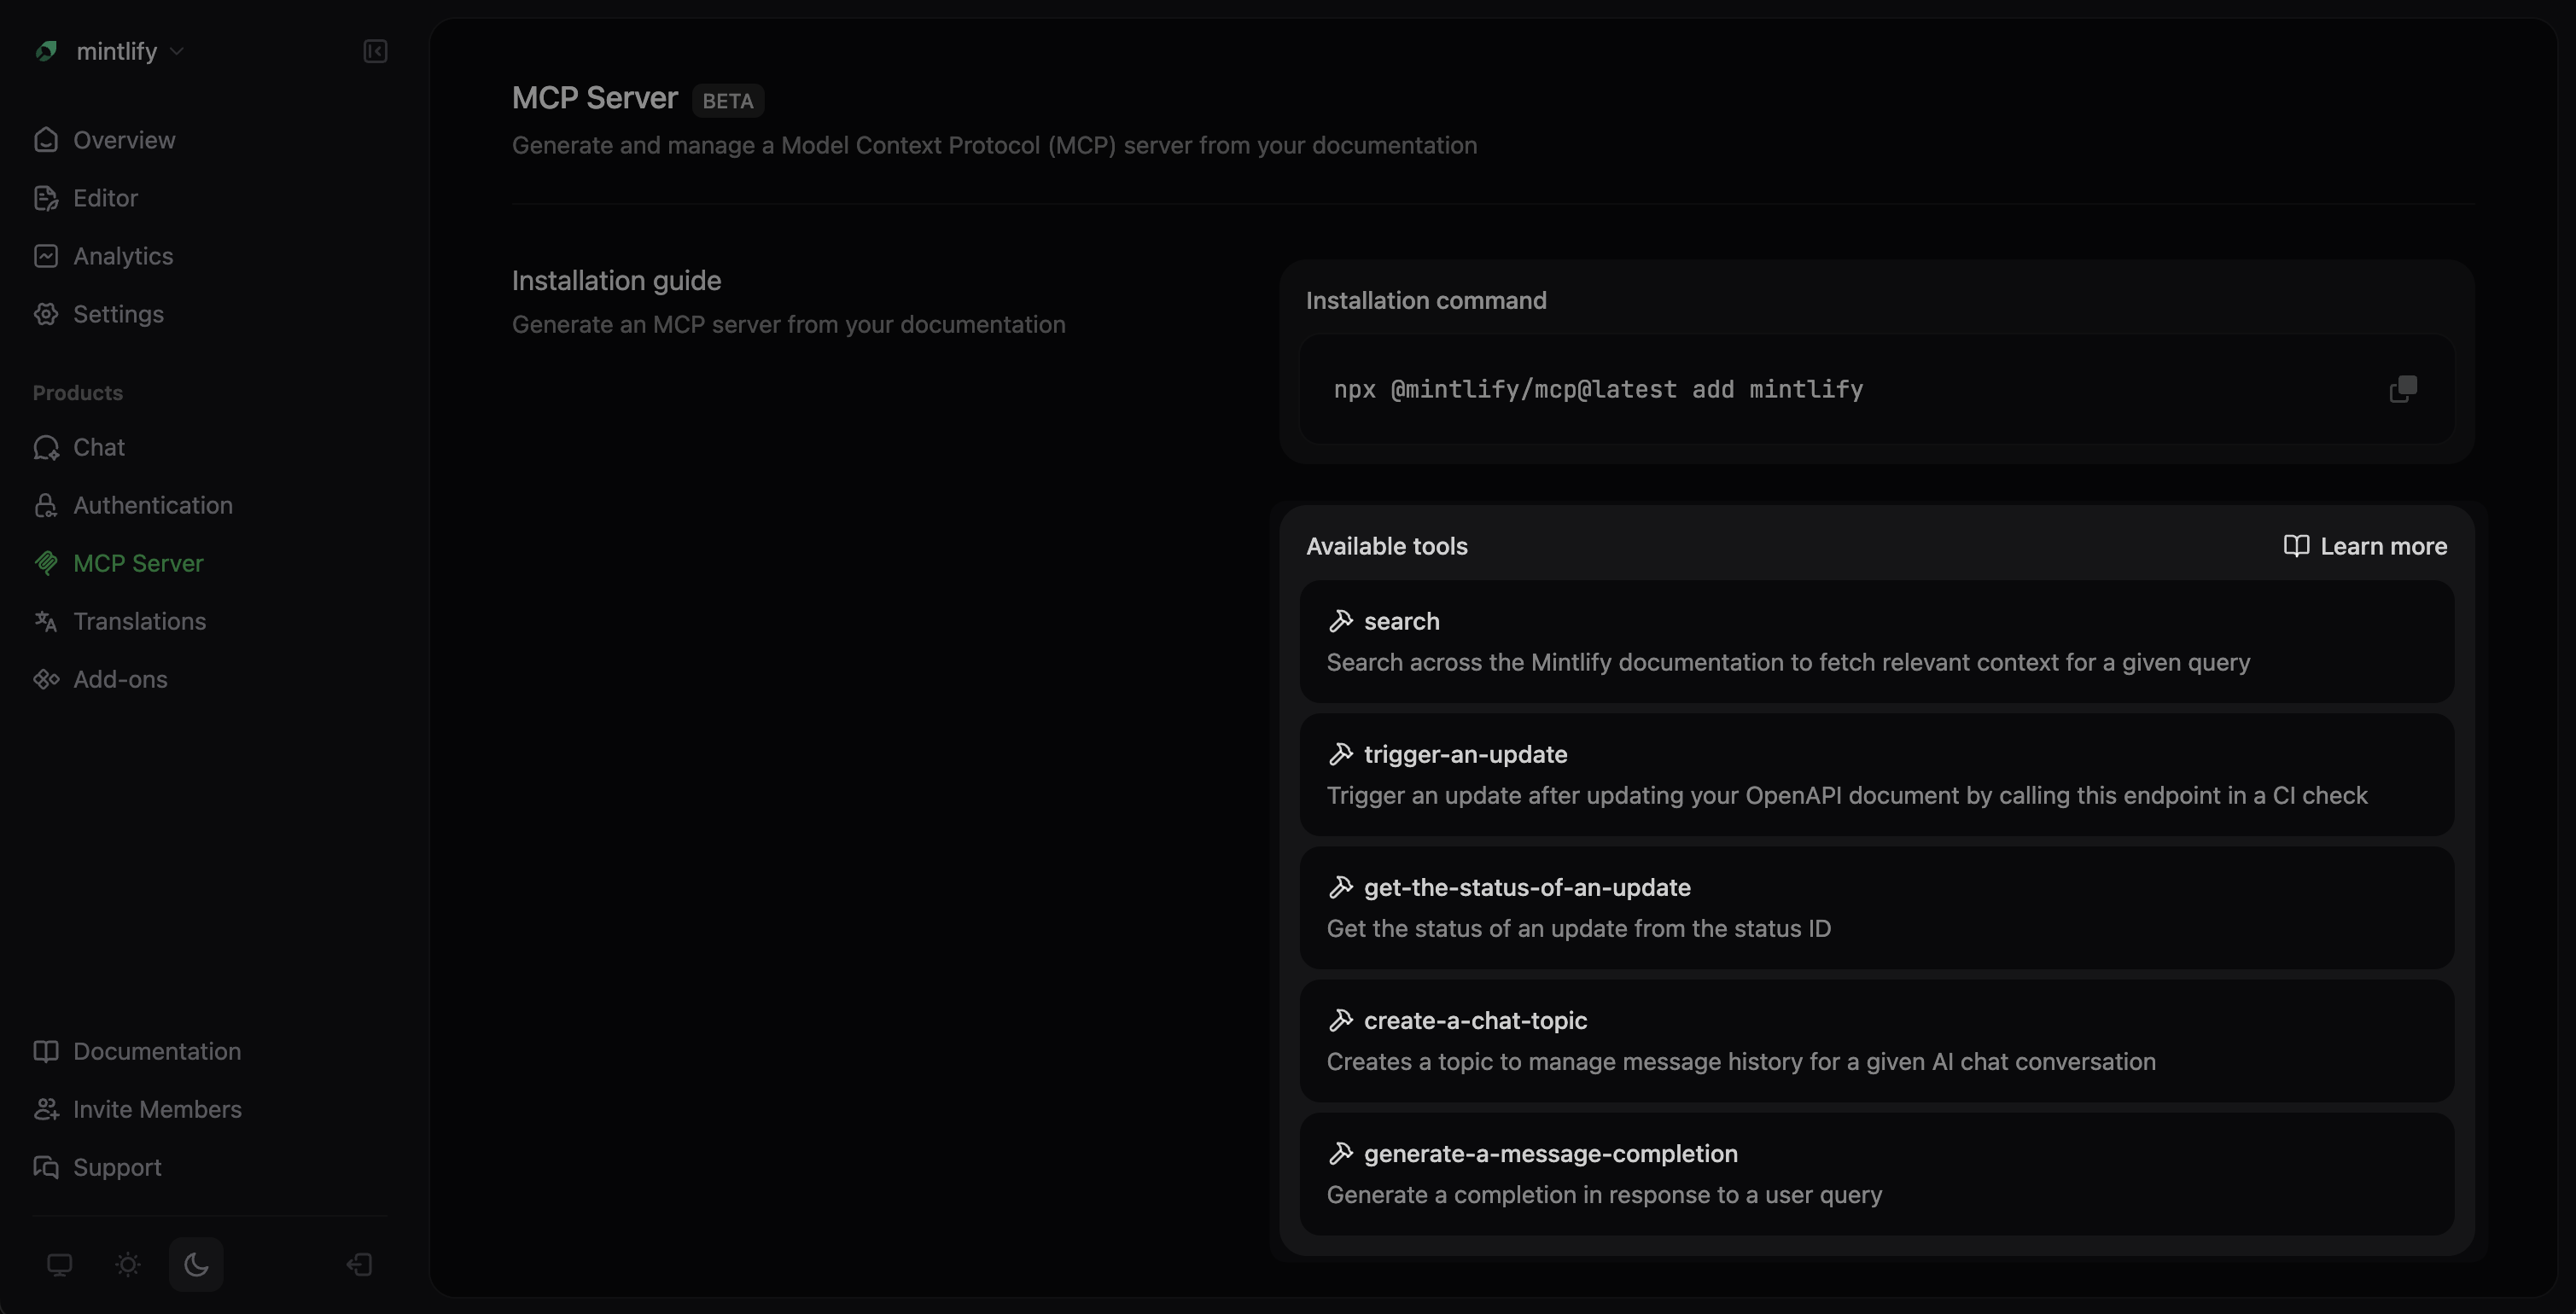 mintlify
Overview
Editor
Analytics
Settings
Products
Chat
Authentication
MCP Server
Translations
Add-ons
Documentation
Invite Members
Support
MCP Server BETA
Generate and manage a Model Context Protocol (MCP) server from your documentation
Installation guide
Generate an MCP server from your documentation
Installation command
npx @mintlify/mcp@latest add mintlify
Available tools
Learn more
search
Search across the Mintlify documentation to fetch relevant context for a given query
trigger-an-update
Trigger an update after updating your OpenAPI document by calling this endpoint in a CI check
get-the-status-of-an-update
Get the status of an update from the status ID
create-a-chat-topic
Creates a topic to manage message history for a given AI chat conversation
generate-a-message-completion
Generate a completion in response to a user query